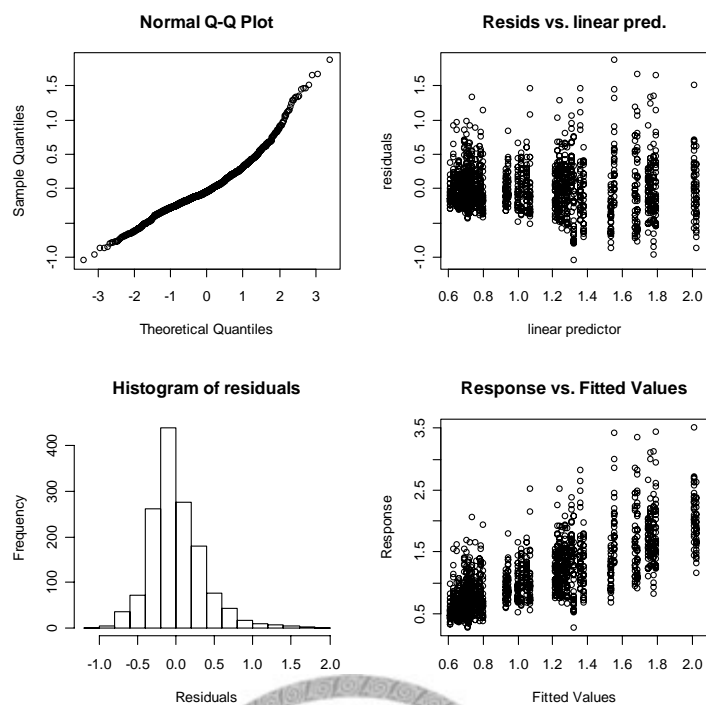 Normal Q-Q Plot
Sample Quantiles
-1.0 0.0 0.5 1.0 1.5
-3 -2 -1 0 1 2 3
Theoretical Quantiles
Resids vs. linear pred.
residuals
-1.0 0.0 0.5 1.0 1.5
0.6 0.8 1.0 1.2 1.4 1.6 1.8 2.0
linear predictor
Histogram of residuals
Frequency
0 100 200 300 400
-1.0 -0.5 0.0 0.5 1.0 1.5 2.0
Residuals
Response vs. Fitted Values
Response
0.5 1.5 2.5 3.5
0.6 0.8 1.0 1.2 1.4 1.6 1.8 2.0
Fitted Values